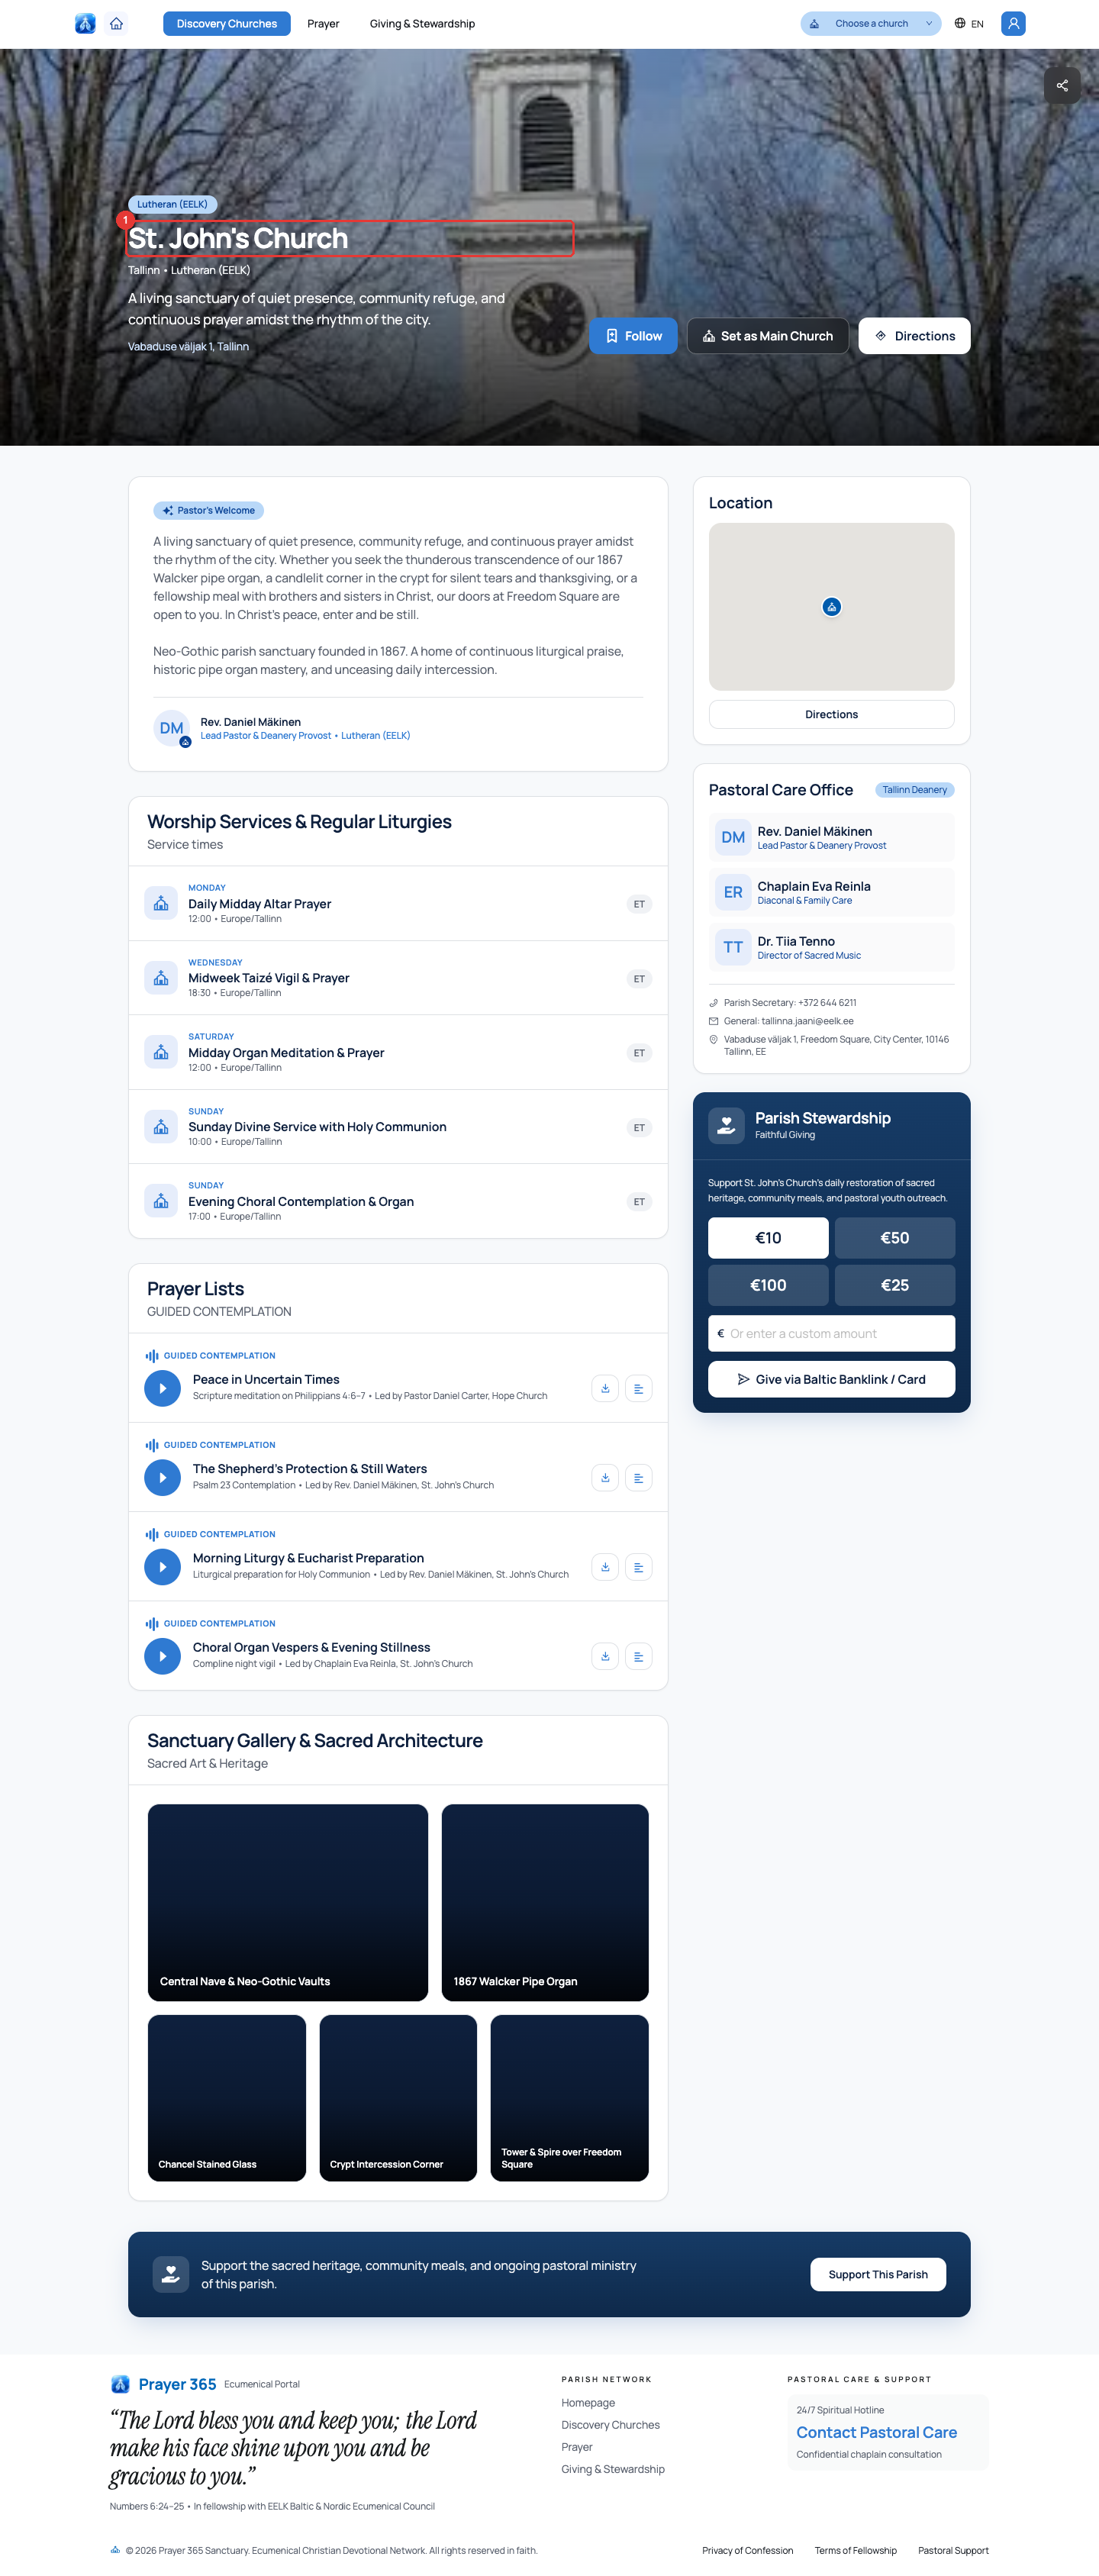 Discovery Churches
Prayer
Giving & Stewardship
Choose a church
EN
Lutheran (EELK)
1
St. John's Church
Tallinn • Lutheran (EELK)
A living sanctuary of quiet presence, community refuge, and
continuous prayer amidst the rhythm of the city.
Vabaduse väljak 1, Tallinn
Follow
Set as Main Church
Directions
Pastor's Welcome
A living sanctuary of quiet presence, community refuge, and continuous prayer amidst
the rhythm of the city. Whether you seek the thunderous transcendence of our 1867
Walcker pipe organ, a candlelit corner in the crypt for silent tears and thanksgiving, or a
fellowship meal with brothers and sisters in Christ, our doors at Freedom Square are
open to you. In Christ's peace, enter and be still.
Neo-Gothic parish sanctuary founded in 1867. A home of continuous liturgical praise,
historic pipe organ mastery, and unceasing daily intercession.
DM
Rev. Daniel Mäkinen
Lead Pastor & Deanery Provost • Lutheran (EELK)
Worship Services & Regular Liturgies
Service times
MONDAY
Daily Midday Altar Prayer
12:00 • Europe/Tallinn
ET
WEDNESDAY
Midweek Taizé Vigil & Prayer
18:30 • Europe/Tallinn
ET
SATURDAY
Midday Organ Meditation & Prayer
12:00 • Europe/Tallinn
ET
SUNDAY
Sunday Divine Service with Holy Communion
10:00 • Europe/Tallinn
ET
SUNDAY
Evening Choral Contemplation & Organ
17:00 • Europe/Tallinn
ET
Prayer Lists
GUIDED CONTEMPLATION
GUIDED CONTEMPLATION
Peace in Uncertain Times
Scripture meditation on Philippians 4:6–7 • Led by Pastor Daniel Carter, Hope Church
GUIDED CONTEMPLATION
The Shepherd's Protection & Still Waters
Psalm 23 Contemplation • Led by Rev. Daniel Mäkinen, St. John's Church
GUIDED CONTEMPLATION
Morning Liturgy & Eucharist Preparation
Liturgical preparation for Holy Communion • Led by Rev. Daniel Mäkinen, St. John's Church
GUIDED CONTEMPLATION
Choral Organ Vespers & Evening Stillness
Compline night vigil • Led by Chaplain Eva Reinla, St. John's Church
Sanctuary Gallery & Sacred Architecture
Sacred Art & Heritage
Central Nave & Neo-Gothic Vaults
1867 Walcker Pipe Organ
Chancel Stained Glass
Crypt Intercession Corner
Tower & Spire over Freedom
Square
Location
Directions
Pastoral Care Office
Tallinn Deanery
DM
Rev. Daniel Mäkinen
Lead Pastor & Deanery Provost
ER
Chaplain Eva Reinla
Diaconal & Family Care
TT
Dr. Tiia Tenno
Director of Sacred Music
Parish Secretary: +372 644 6211
General: tallinna.jaani@eelk.ee
Vabaduse väljak 1, Freedom Square, City Center, 10146
Tallinn, EE
Parish Stewardship
Faithful Giving
Support St. John's Church's daily restoration of sacred
heritage, community meals, and pastoral youth outreach.
€10
€50
€100
€25
€ Or enter a custom amount
Give via Baltic Banklink / Card
Support the sacred heritage, community meals, and ongoing pastoral ministry
of this parish.
Support This Parish
Prayer 365
Ecumenical Portal
“The Lord bless you and keep you; the Lord
make his face shine upon you and be
gracious to you.”
Numbers 6:24–25 • In fellowship with EELK Baltic & Nordic Ecumenical Council
PARISH NETWORK
Homepage
Discovery Churches
Prayer
Giving & Stewardship
PASTORAL CARE & SUPPORT
24/7 Spiritual Hotline
Contact Pastoral Care
Confidential chaplain consultation
© 2026 Prayer 365 Sanctuary. Ecumenical Christian Devotional Network. All rights reserved in faith.
Privacy of Confession
Terms of Fellowship
Pastoral Support